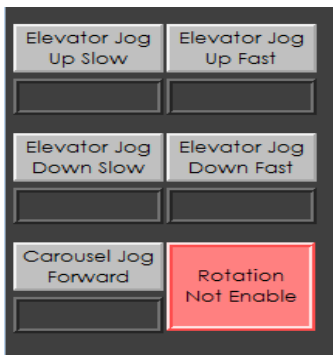 Elevator Jog
Up Slow
Elevator Jog
Up Fast
Elevator Jog
Down Slow
Elevator Jog
Down Fast
Carousel Jog
Forward
Rotation
Not Enable